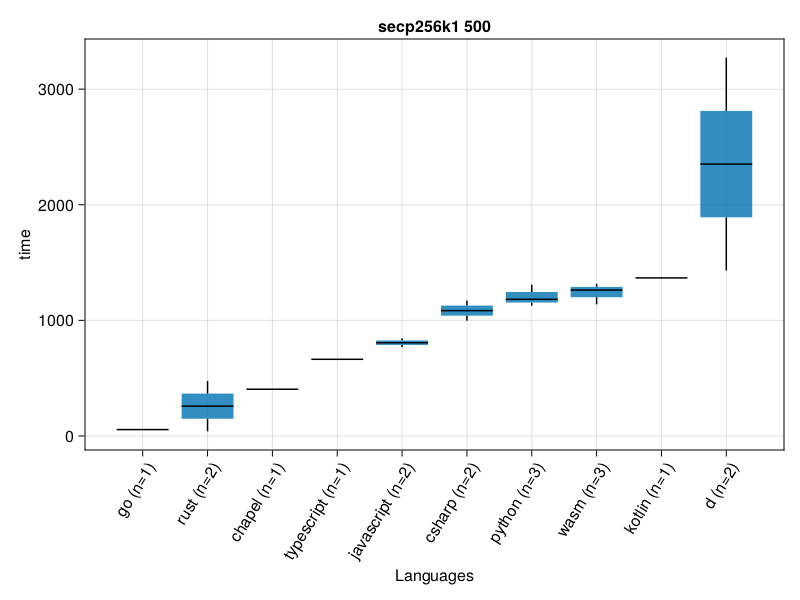 secp256k1 500
time
3000
2000
1000
0
go (n=1)
rust (n=2)
chapel (n=1)
typescript (n=1)
javascript (n=2)
csharp (n=2)
python (n=3)
wasm (n=3)
kotlin (n=1)
d (n=2)
Languages